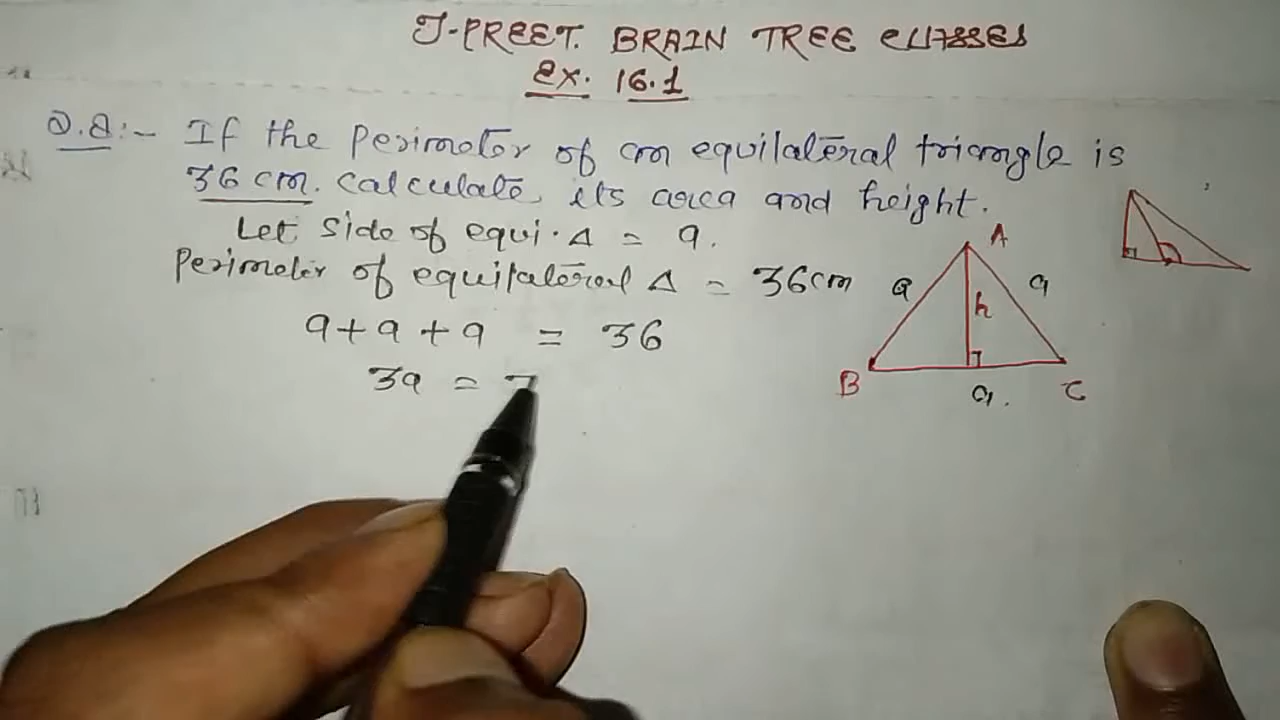 J-PREET. BRAIN TREE CLASSES
Ex. 16.1
Q.8:- If the perimeter of an equilateral triangle is
36 cm. calculate its area and height.
Let side of equi. Δ = a.
Perimeter of equilateral Δ = 36cm
a + a + a = 36
3a =
A
a
a
h
B
a.
C